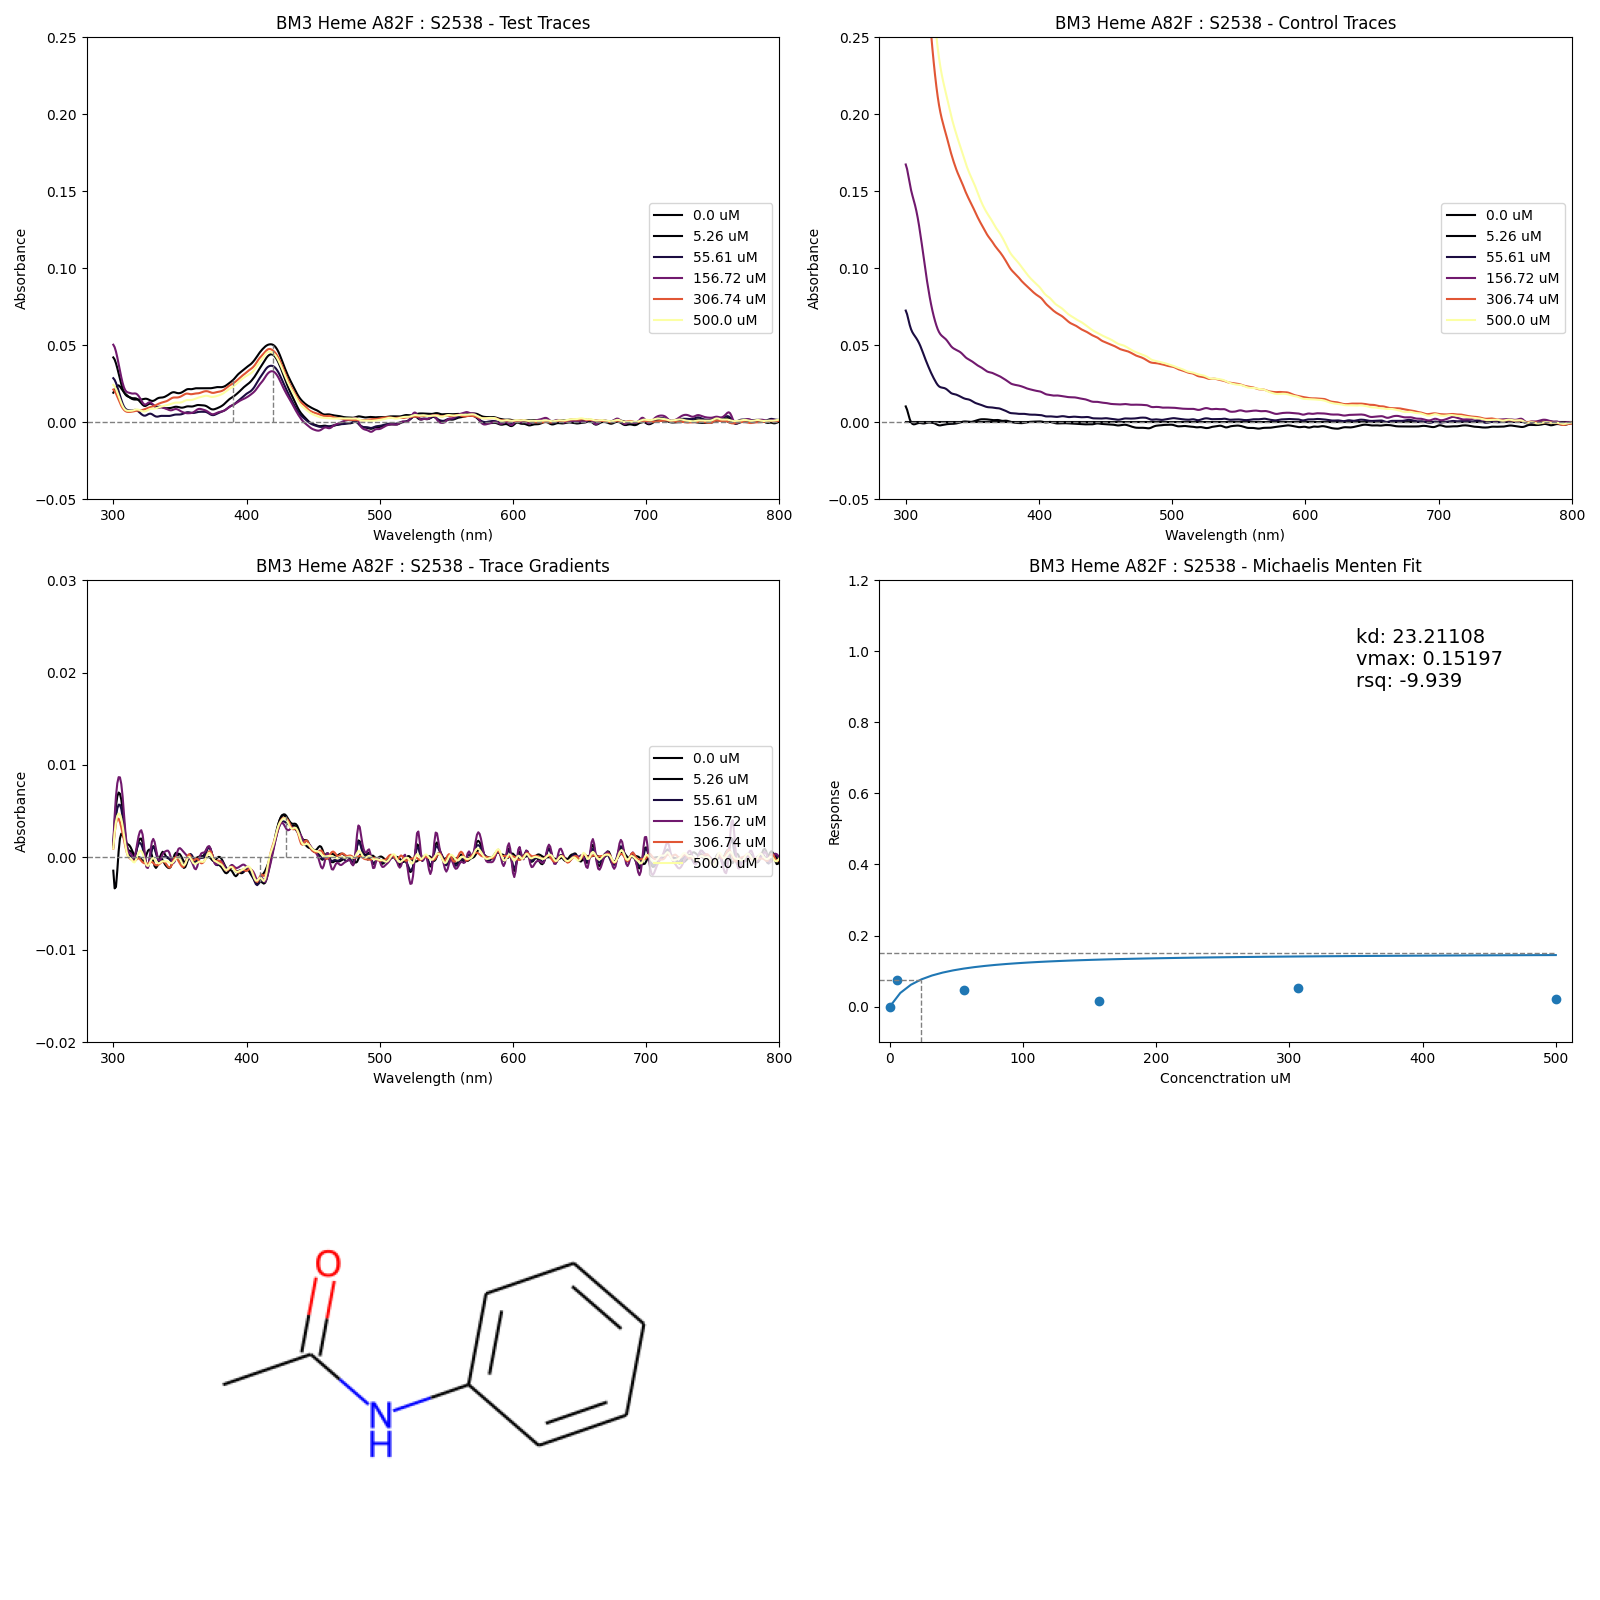 BM3 Heme A82F : S2538 - Test Traces
0.25
0.20
0.15
0.10
0.05
0.00
−0.05
Absorbance
300
400
500
600
700
800
Wavelength (nm)
0.0 uM
5.26 uM
55.61 uM
156.72 uM
306.74 uM
500.0 uM
BM3 Heme A82F : S2538 - Control Traces
0.25
0.20
0.15
0.10
0.05
0.00
−0.05
Absorbance
300
400
500
600
700
800
Wavelength (nm)
0.0 uM
5.26 uM
55.61 uM
156.72 uM
306.74 uM
500.0 uM
BM3 Heme A82F : S2538 - Trace Gradients
0.03
0.02
0.01
0.00
−0.01
−0.02
Absorbance
300
400
500
600
700
800
Wavelength (nm)
0.0 uM
5.26 uM
55.61 uM
156.72 uM
306.74 uM
500.0 uM
BM3 Heme A82F : S2538 - Michaelis Menten Fit
1.2
1.0
0.8
0.6
0.4
0.2
0.0
Response
kd: 23.21108
vmax: 0.15197
rsq: -9.939
0
100
200
300
400
500
Concenctration uM
O
N
H